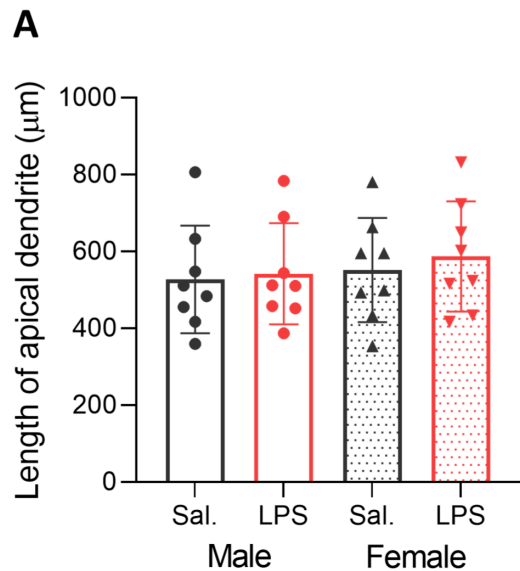 A
Length of apical dendrite (μm)
1000
800
600
400
200
0
Sal. LPS Sal. LPS
Male Female